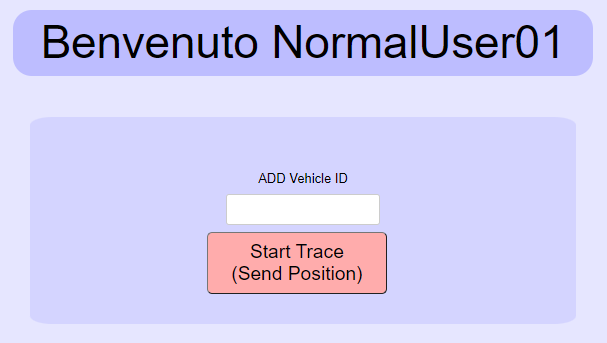 Benvenuto NormalUser01
ADD Vehicle ID
Start Trace
(Send Position)